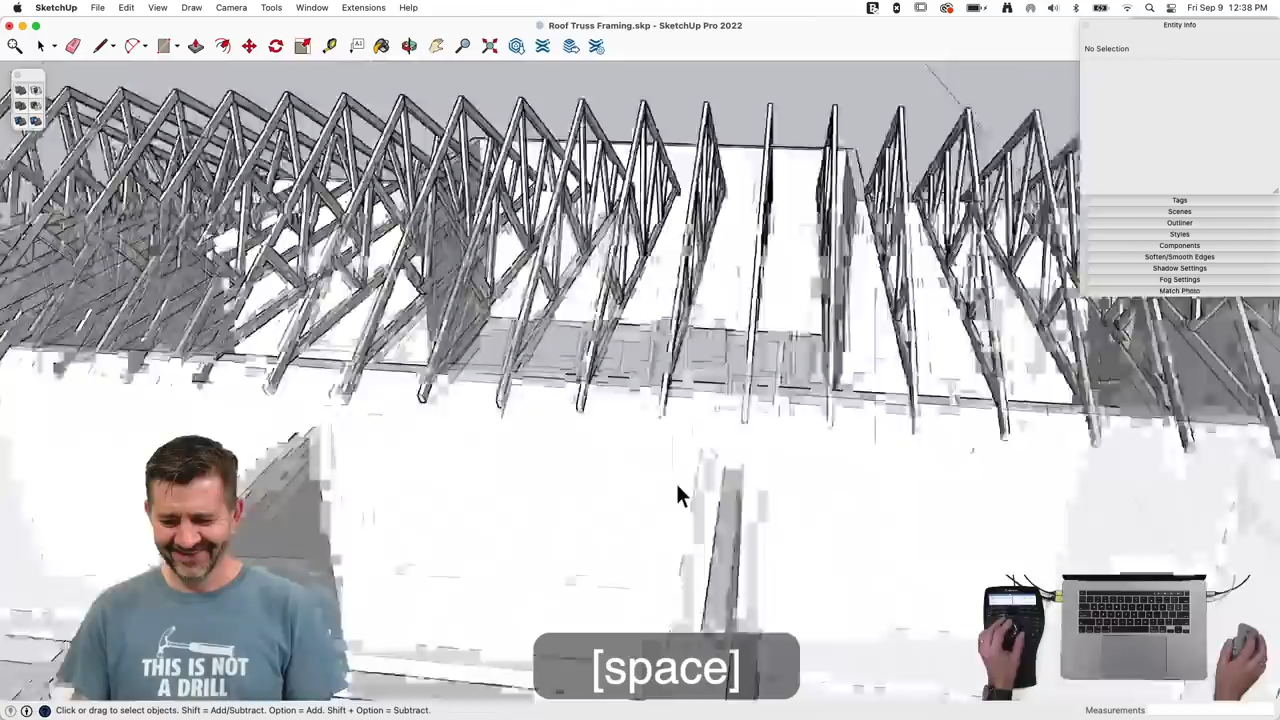 SketchUp File Edit View Draw Camera Tools Window Extensions Help Fri Sep 9 12:38 PM
Roof Truss Framing.skp - SketchUp Pro 2022
Entity Info
No Selection
Tags
Scenes
Outliner
Styles
Components
Soften/Smooth Edges
Shadow Settings
Fog Settings
Match Photo
THIS IS NOT
A DRILL
[space]
Click or drag to select objects. Shift = Add/Subtract. Option = Add. Shift + Option = Subtract.
Measurements